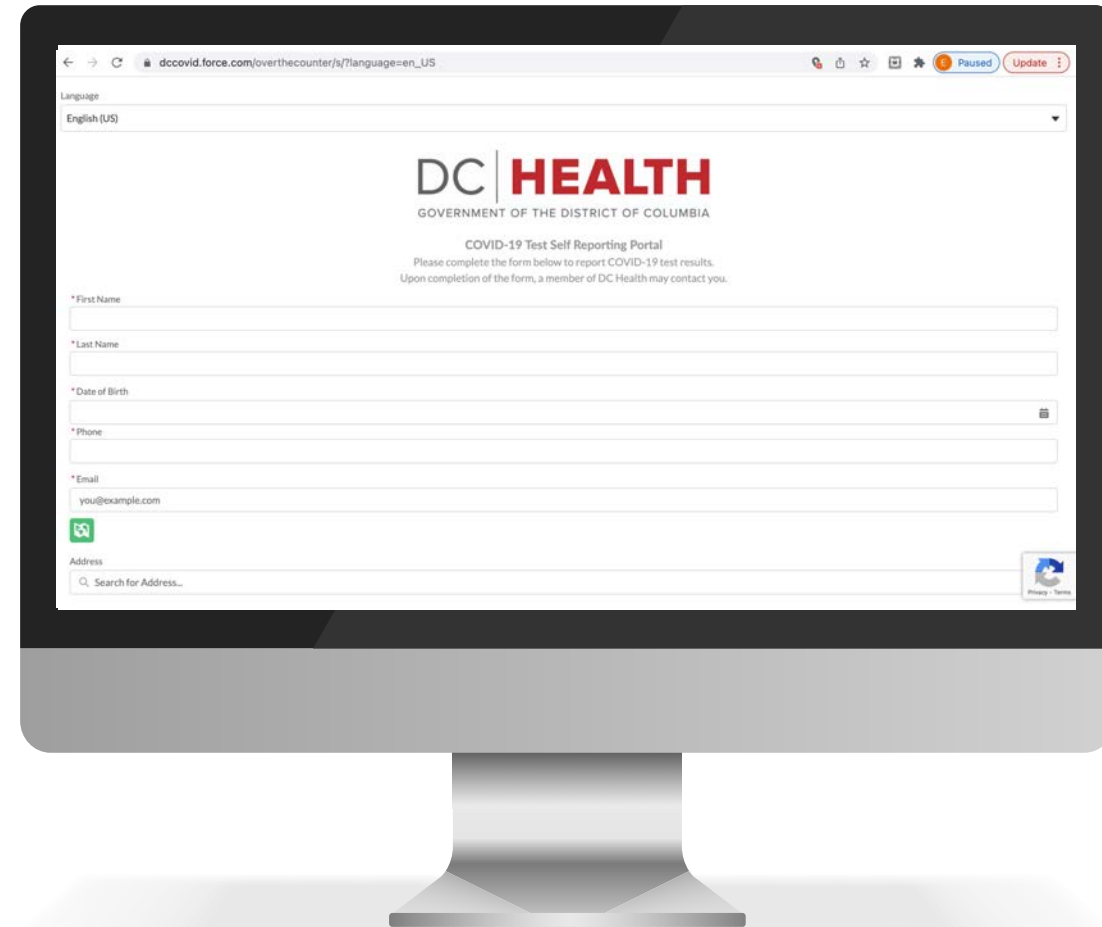 dccovid.force.com/overthecounter/s/?language=en_US
Paused
Update
Language
English (US)
DC HEALTH
GOVERNMENT OF THE DISTRICT OF COLUMBIA
COVID-19 Test Self Reporting Portal
Please complete the form below to report COVID-19 test results.
Upon completion of the form, a member of DC Health may contact you.
*First Name
*Last Name
*Date of Birth
*Phone
*Email
you@example.com
Address
Search for Address...
Privacy - Terms